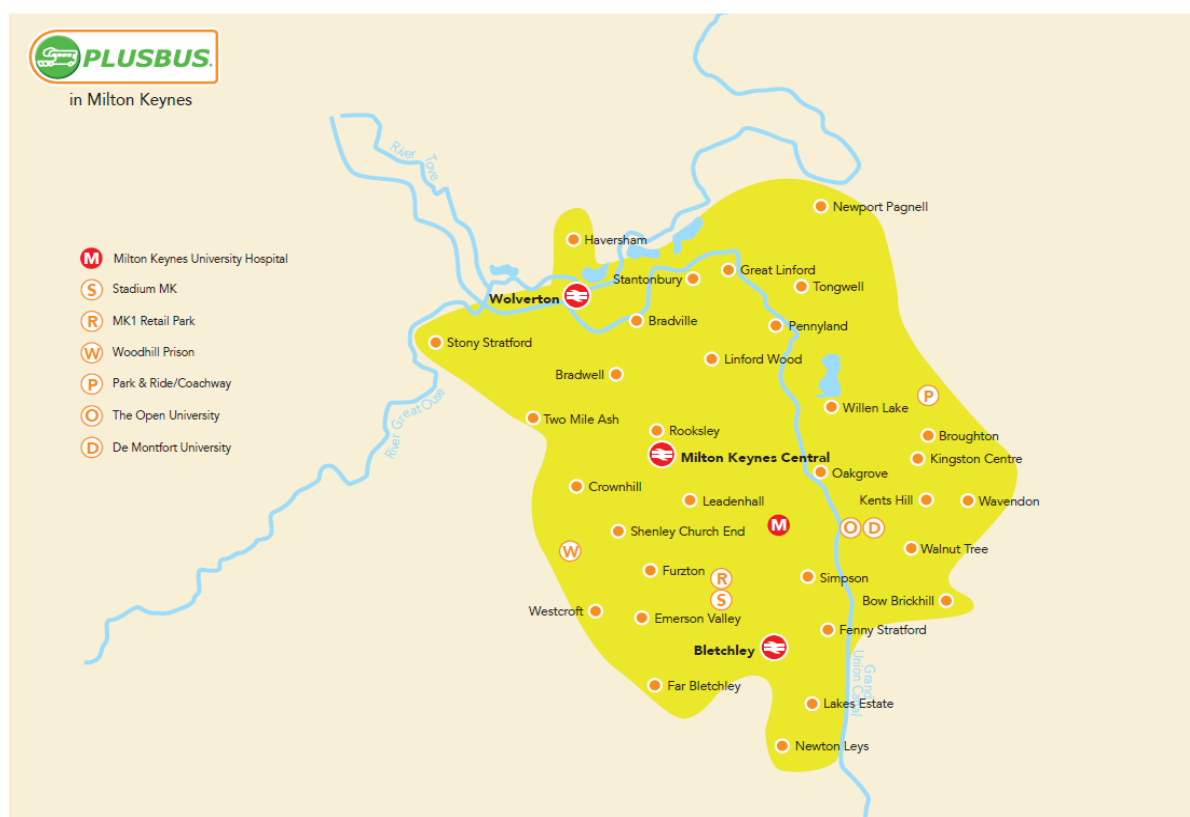 PLUSBUS.
in Milton Keynes
River Tove
Newport Pagnell
Haversham
M Milton Keynes University Hospital
Great Linford
Stantonbury
Tongwell
S Stadium MK
Wolverton
R MK1 Retail Park
Bradville
Pennyland
Stony Stratford
W Woodhill Prison
Linford Wood
Bradwell
P Park & Ride/Coachway
P
River Great Ouse
Willen Lake
O The Open University
Two Mile Ash
Rooksley
Broughton
D De Montfort University
Milton Keynes Central
Kingston Centre
Oakgrove
Crownhill
Leadenhall
Kents Hill
Wavendon
M
O D
Shenley Church End
W
Walnut Tree
Furzton
R
Simpson
S
Bow Brickhill
Westcroft
Emerson Valley
Fenny Stratford
Bletchley
Grand
Union Canal
Far Bletchley
Lakes Estate
Newton Leys